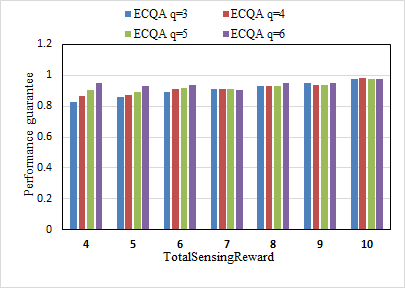 ECQA q=3 ECQA q=4
ECQA q=5 ECQA q=6
Performance guarantee
1.2
1
0.8
0.6
0.4
0.2
0
4 5 6 7 8 9 10
TotalSensingReward